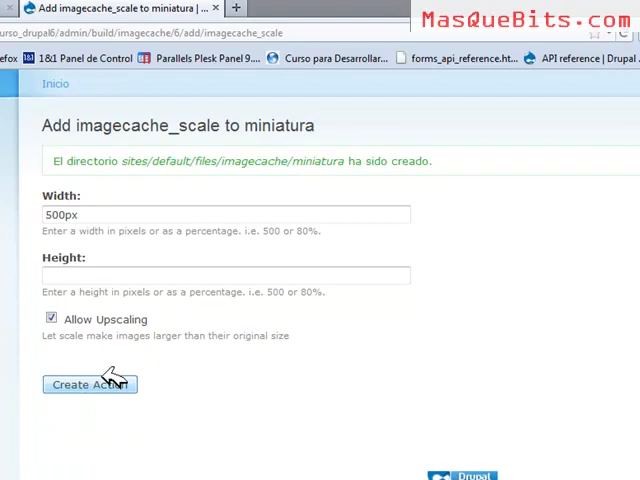 Add imagecache_scale to miniatura | ...
MasQueBits.com
urso_drupal6/admin/build/imagecache/6/add/imagecache_scale
efox
1&1 Panel de Control
Parallels Plesk Panel 9....
Curso para Desarrollar...
forms_api_reference.ht...
API reference | Drupal
Inicio
Add imagecache_scale to miniatura
El directorio sites/default/files/imagecache/miniatura ha sido creado.
Width:
500px
Enter a width in pixels or as a percentage. i.e. 500 or 80%.
Height:
Enter a height in pixels or as a percentage. i.e. 500 or 80%.
Allow Upscaling
Let scale make images larger than their original size
Create Action
Drupal